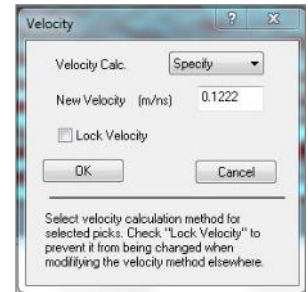 Velocity
Velocity Calc. Specify
New Velocity (m/ns) 0.1222
Lock Velocity
OK Cancel
Select velocity calculation method for
selected picks. Check "Lock Velocity" to
prevent it from being changed when
modifiifying the velocity method elsewhere.